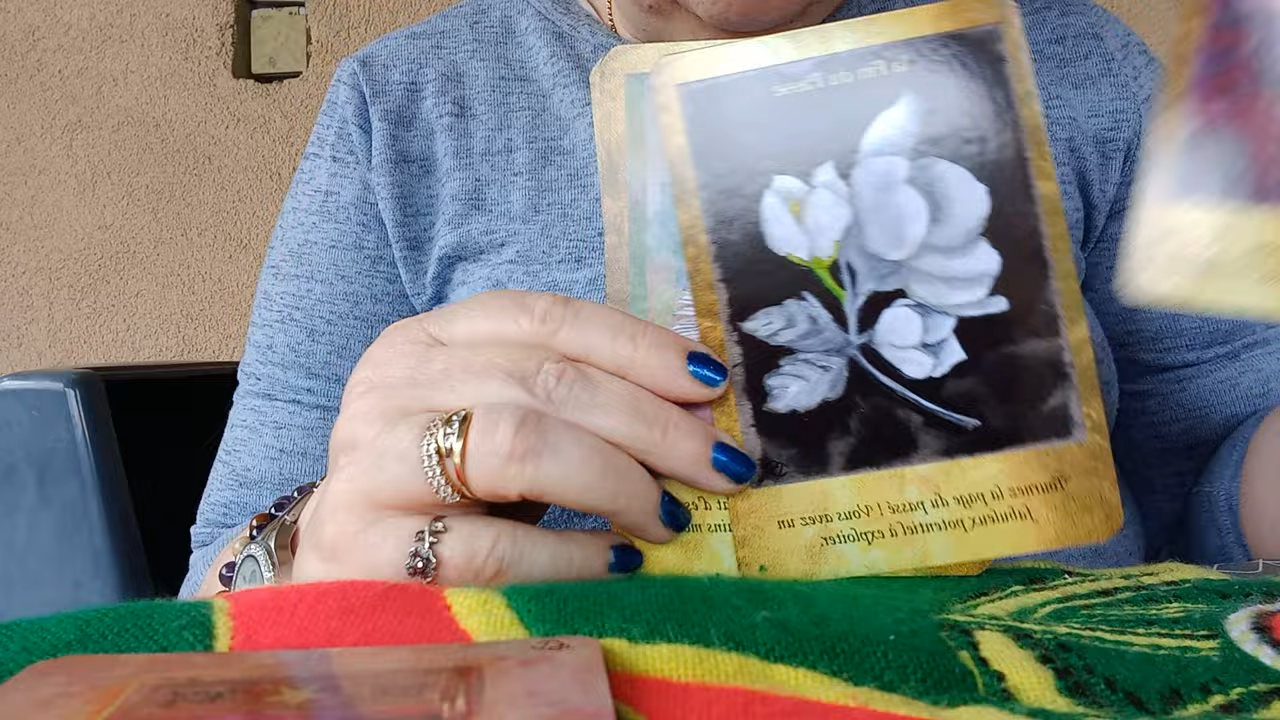 La Fin du Passé
Tournez la page du passé ! Vous avez un
fabuleux potentiel à exploiter.